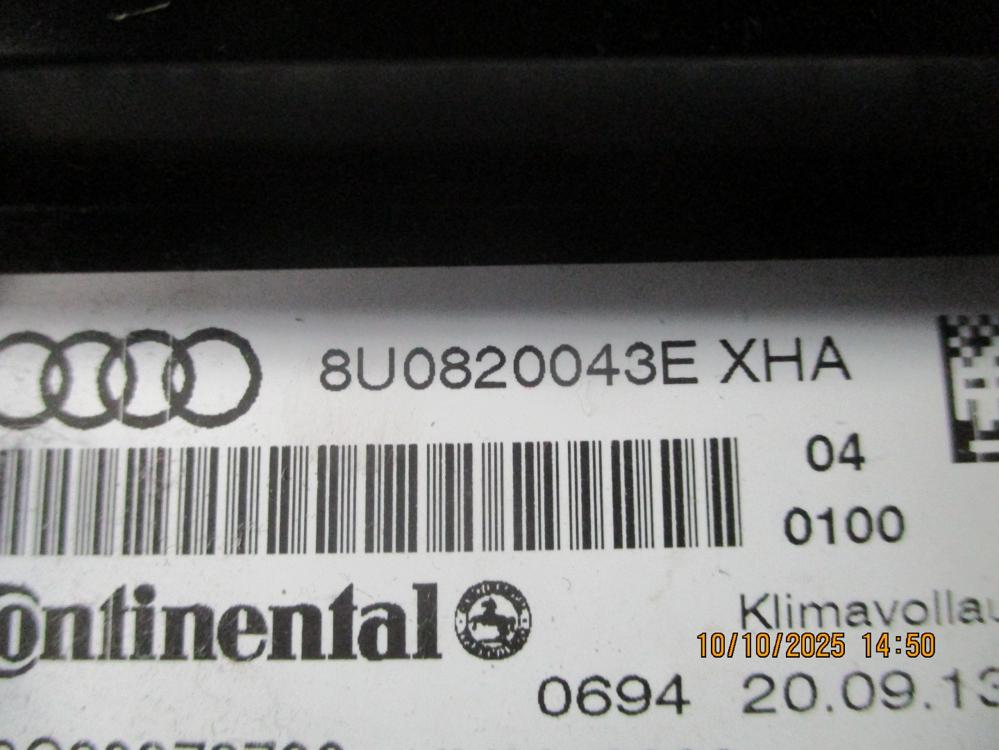 8U0820043E XHA
04
0100
Continental
Klimavollau
10/10/2025 14:50
0694 20.09.13